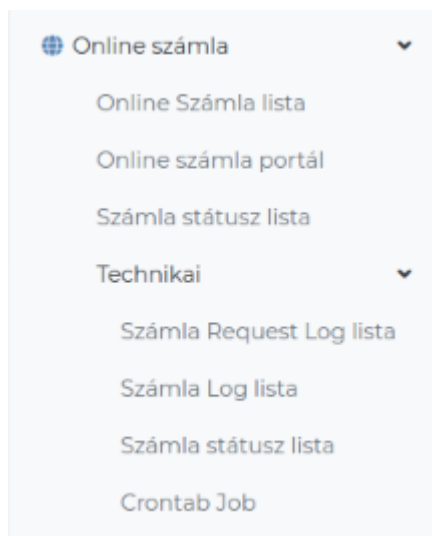 Online számla
Online Számla lista
Online számla portál
Számla státusz lista
Technikai
Számla Request Log lista
Számla Log lista
Számla státusz lista
Crontab Job